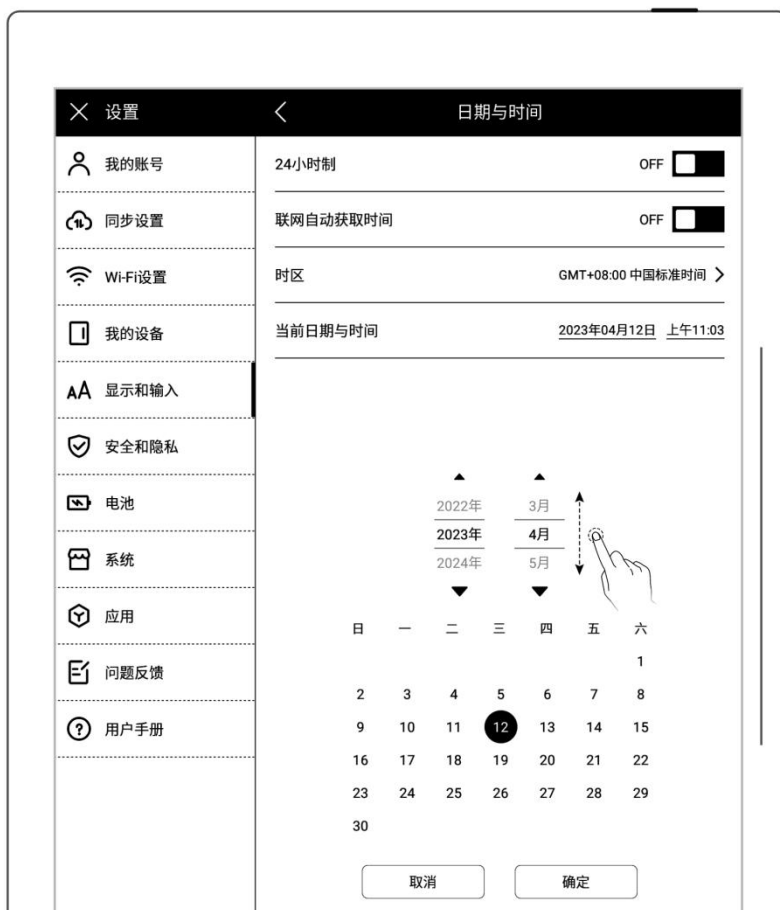 设置
日期与时间
我的账号
同步设置
Wi-Fi设置
我的设备
显示和输入
安全和隐私
电池
系统
应用
问题反馈
用户手册
24小时制 OFF
联网自动获取时间 OFF
时区 GMT+08:00 中国标准时间
当前日期与时间 2023年04月12日 上午11:03
2022年 3月
2023年 4月
2024年 5月
日 一 二 三 四 五 六
1
2 3 4 5 6 7 8
9 10 11 12 13 14 15
16 17 18 19 20 21 22
23 24 25 26 27 28 29
30
取消 确定